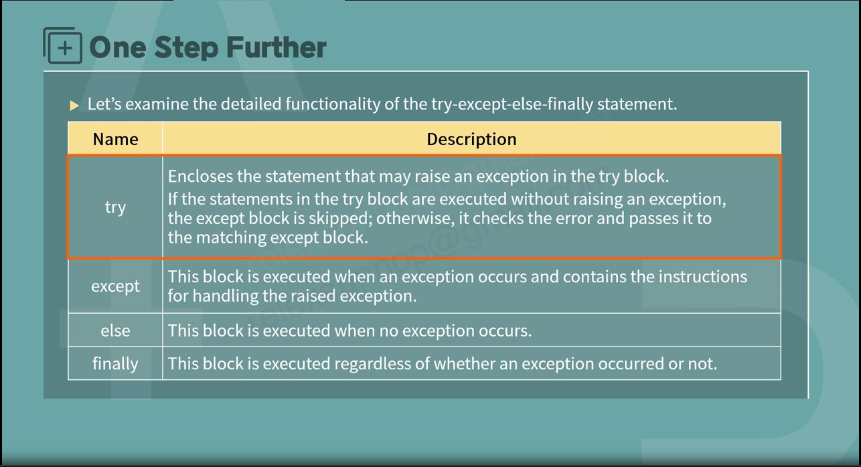 One Step Further
Let's examine the detailed functionality of the try-except-else-finally statement.
Name Description
try
Encloses the statement that may raise an exception in the try block.
If the statements in the try block are executed without raising an exception,
the except block is skipped; otherwise, it checks the error and passes it to
the matching except block.
except
This block is executed when an exception occurs and contains the instructions
for handling the raised exception.
else This block is executed when no exception occurs.
finally This block is executed regardless of whether an exception occurred or not.